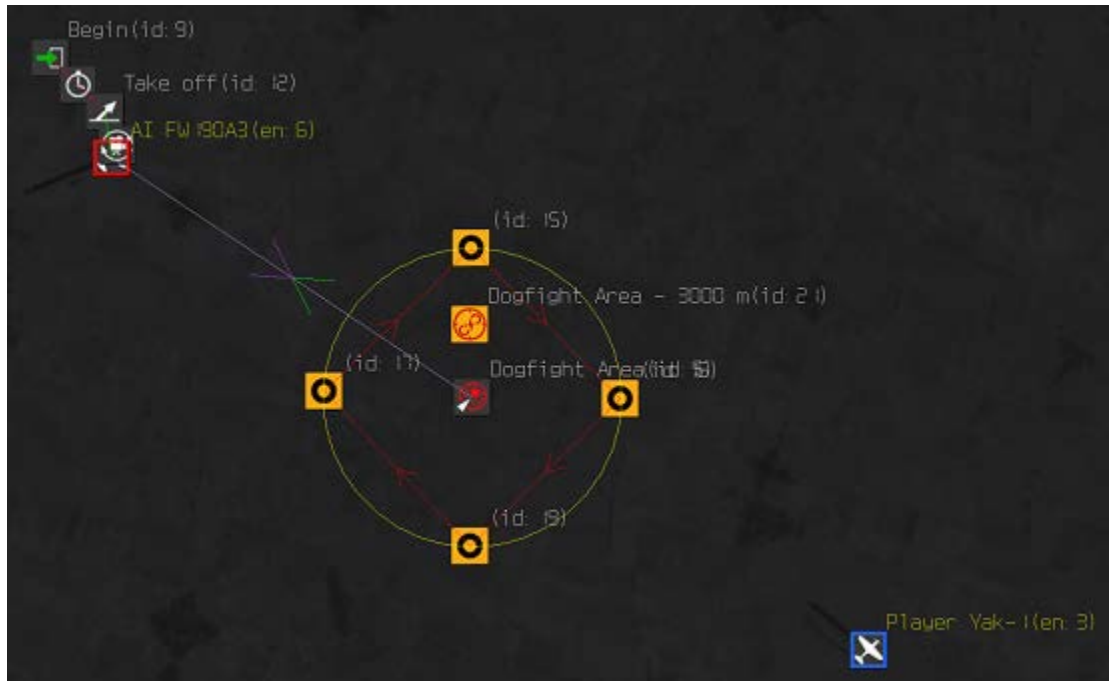 Begin(id: 9)
Take off(id: 12)
AI FW 190A3(en: 6)
(id: 15)
Dogfight Area - 3000 m(id: 21)
(id: 17)
Dogfight Area
(id: 19)
Player Yak-1(en: 3)